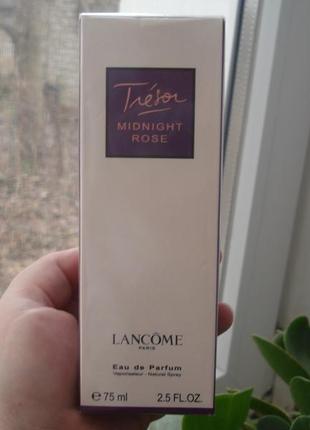 Trésor
MIDNIGHT
ROSE
LANCÔME
PARIS
Eau de Parfum
Vaporisateur - Natural Spray
e 75 ml 2.5 FL.OZ.